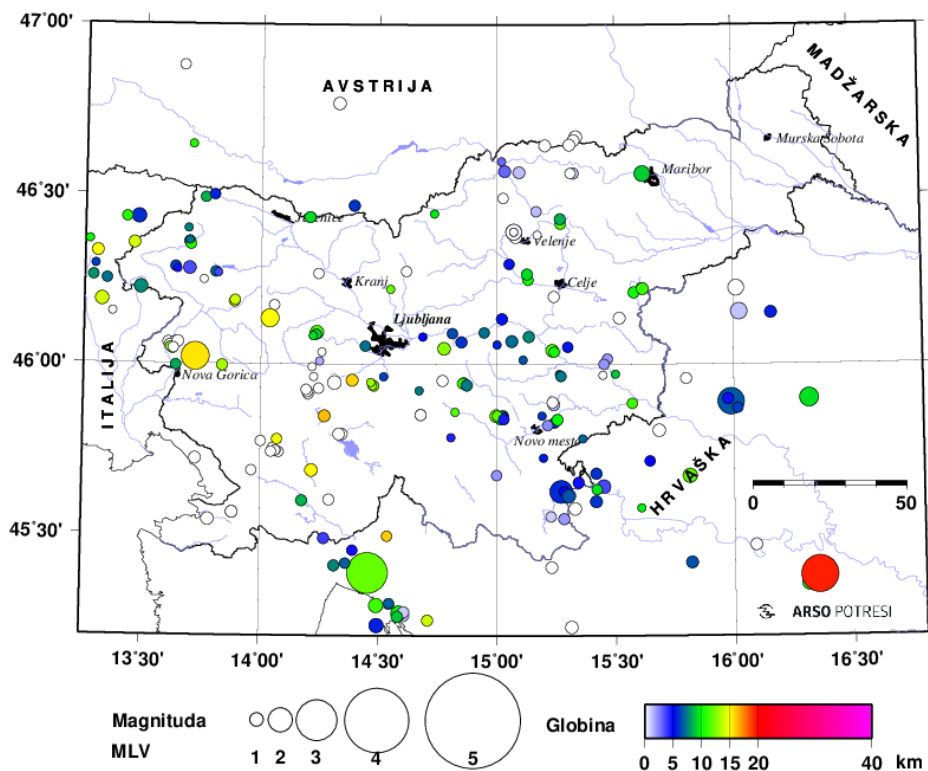 47˚00'
46˚30'
46˚00'
45˚30'
AVSTRIJA
MADŽARSKA
Murska Sobota
Maribor
Velenje
Celje
Kranj
Ljubljana
ITALIJA
Nova Gorica
Novo mesto
HRVAŠKA
0 50
ARSO POTRESI
13˚30' 14˚00' 14˚30' 15˚00' 15˚30' 16˚00' 16˚30'
Magnituda
MLV
1 2 3 4 5
Globina
0 5 10 15 20 40 km